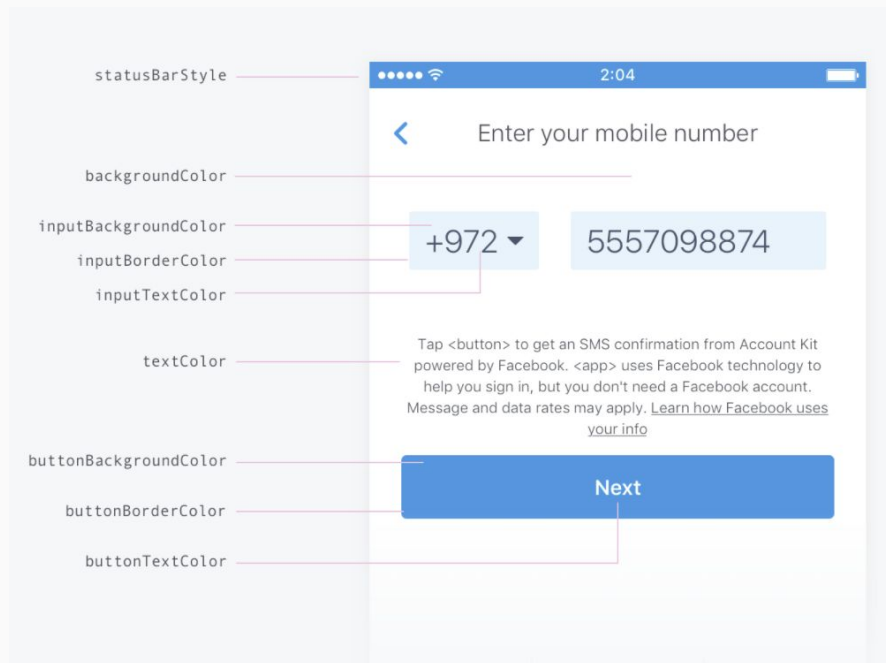 statusBarStyle
2:04
Enter your mobile number
backgroundColor
inputBackgroundColor
+972
5557098874
inputBorderColor
inputTextColor
Tap <button> to get an SMS confirmation from Account Kit
textColor
powered by Facebook. <app> uses Facebook technology to
help you sign in, but you don't need a Facebook account.
Message and data rates may apply. Learn how Facebook uses
your info
buttonBackgroundColor
Next
buttonBorderColor
buttonTextColor